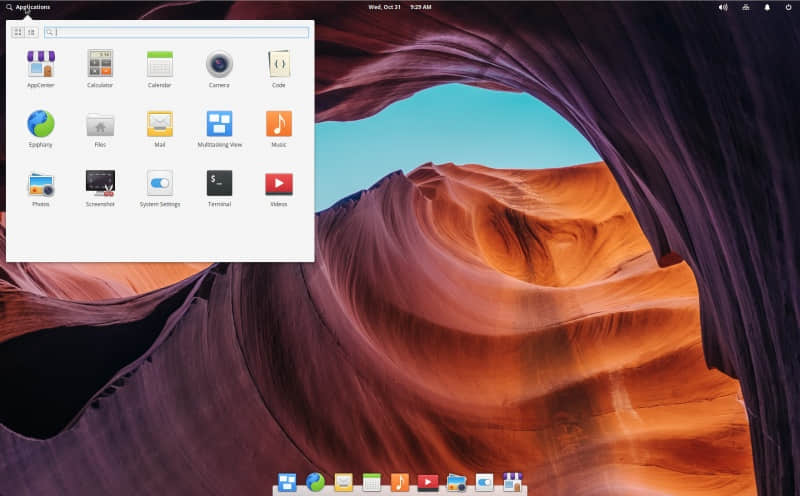 Applications
Wed, Oct 31 9:29 AM
AppCenter
Calculator
Calendar
Camera
Code
Epiphany
Files
Mail
Multitasking View
Music
Photos
Screenshot
System Settings
Terminal
Videos